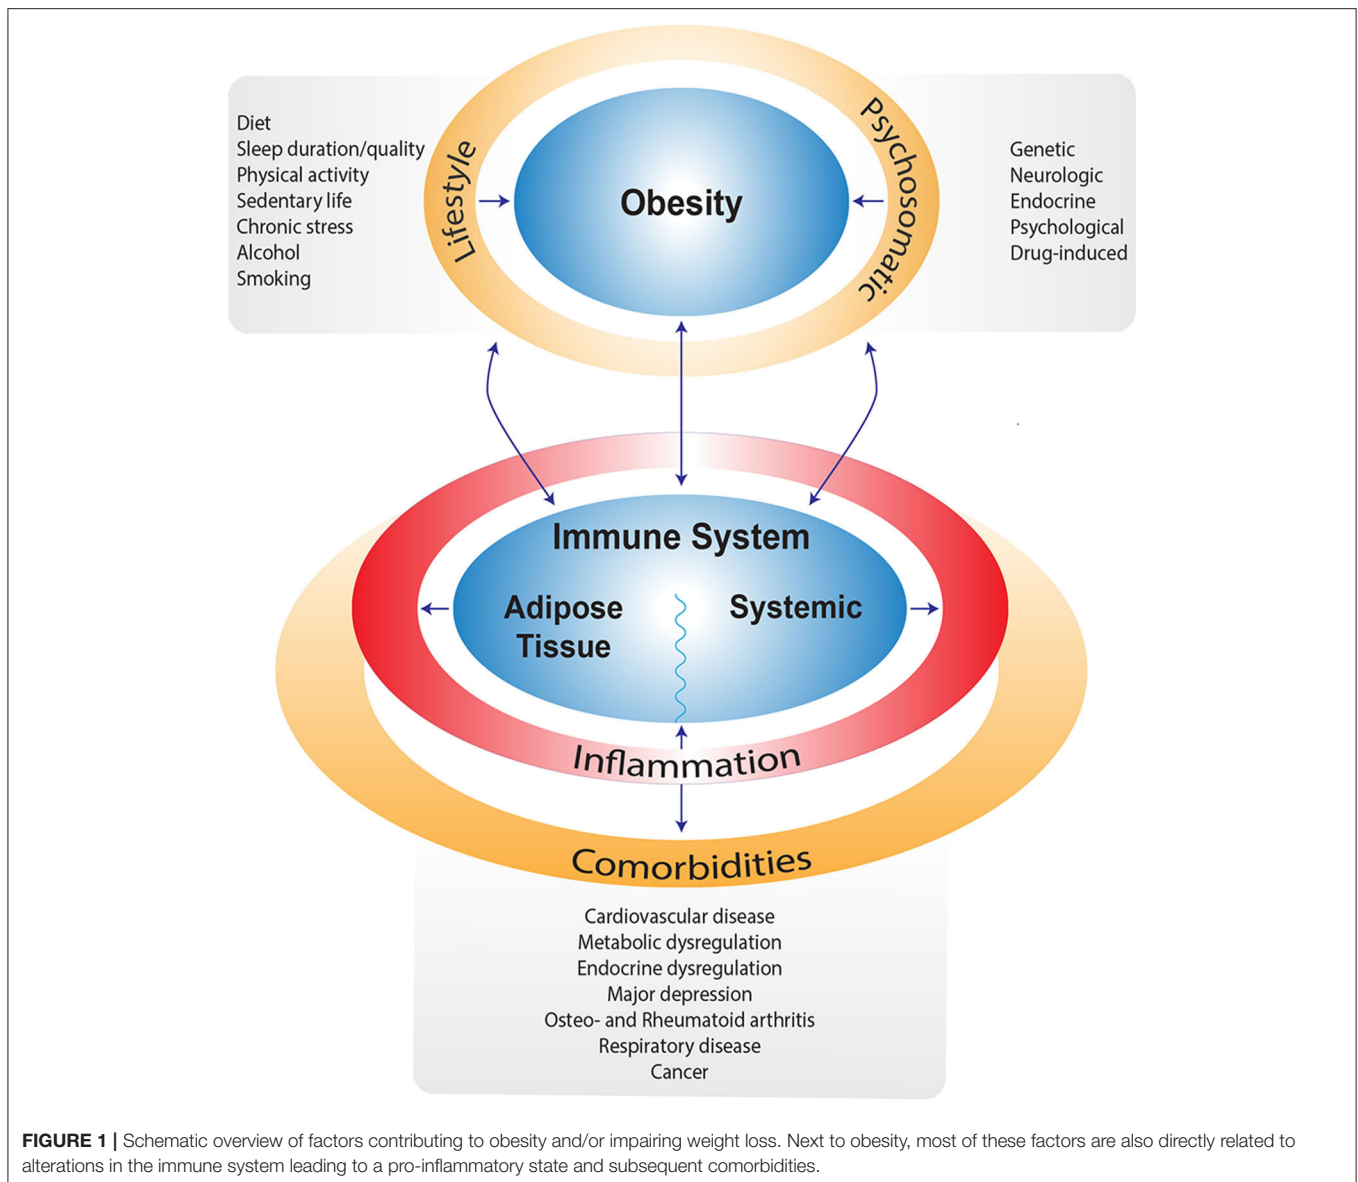 Diet
Sleep duration/quality
Physical activity
Sedentary life
Chronic stress
Alcohol
Smoking
Lifestyle
Obesity
Psychosomatic
Genetic
Neurologic
Endocrine
Psychological
Drug-induced
Immune System
Adipose
Tissue
Systemic
Inflammation
Comorbidities
Cardiovascular disease
Metabolic dysregulation
Endocrine dysregulation
Major depression
Osteo- and Rheumatoid arthritis
Respiratory disease
Cancer
FIGURE 1 | Schematic overview of factors contributing to obesity and/or impairing weight loss. Next to obesity, most of these factors are also directly related to
alterations in the immune system leading to a pro-inflammatory state and subsequent comorbidities.